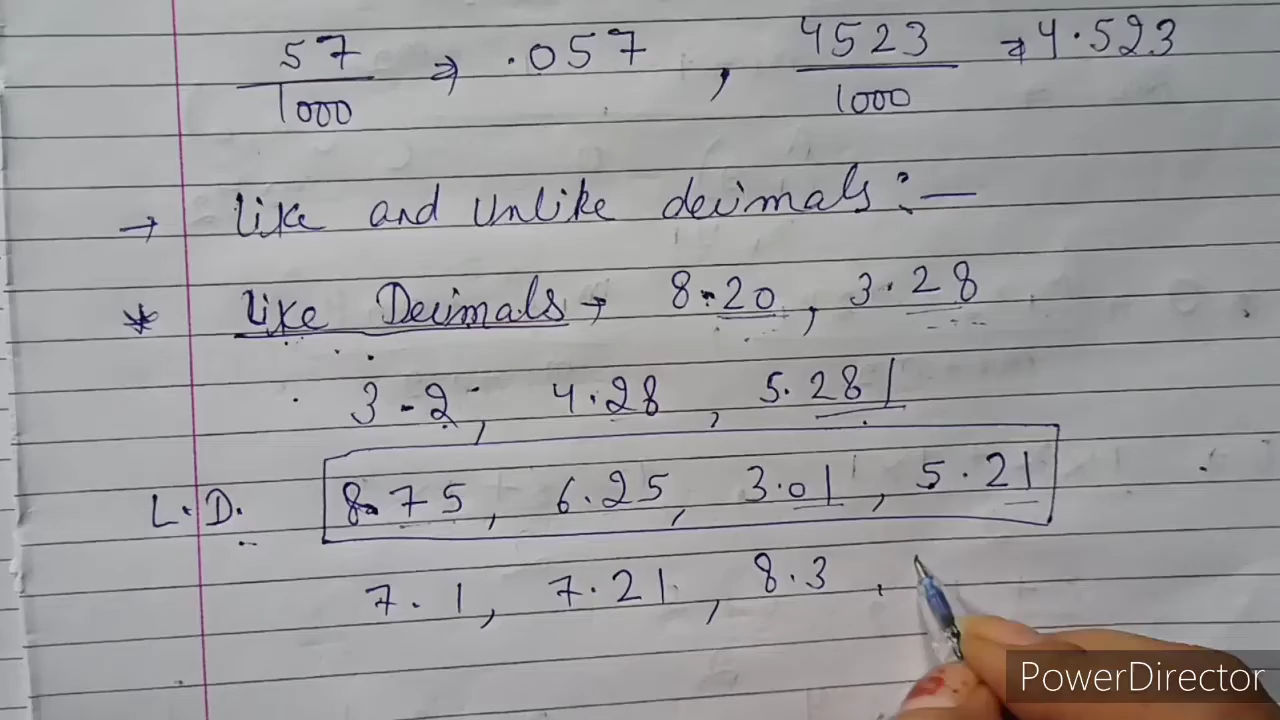 57/1000 ⇒ .057 , 4523/1000 ⇒ 4.523
→ like and Unlike decimals :—
* like Decimals → 8.20 , 3.28
3.2 , 4.28 , 5.281
L.D. 8.75 , 6.25 , 3.01 , 5.21
7.1 , 7.21 , 8.3 ,
PowerDirector